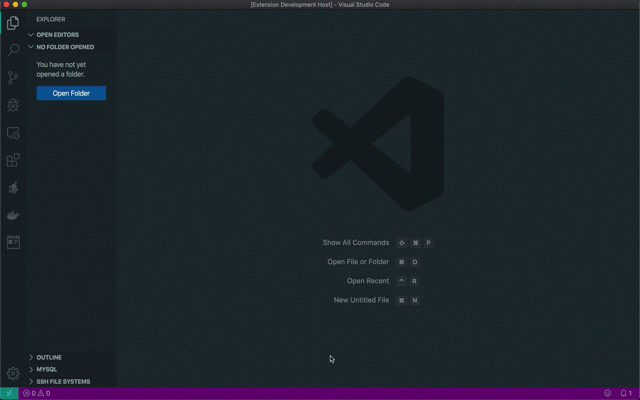 [Extension Development Host] - Visual Studio Code
EXPLORER
OPEN EDITORS
NO FOLDER OPENED
You have not yet
opened a folder.
Open Folder
Show All Commands ⇧ ⌘ P
Open File or Folder ⌘ O
Open Recent ^ R
New Untitled File ⌘ N
OUTLINE
MYSQL
SSH FILE SYSTEMS
0 0 1